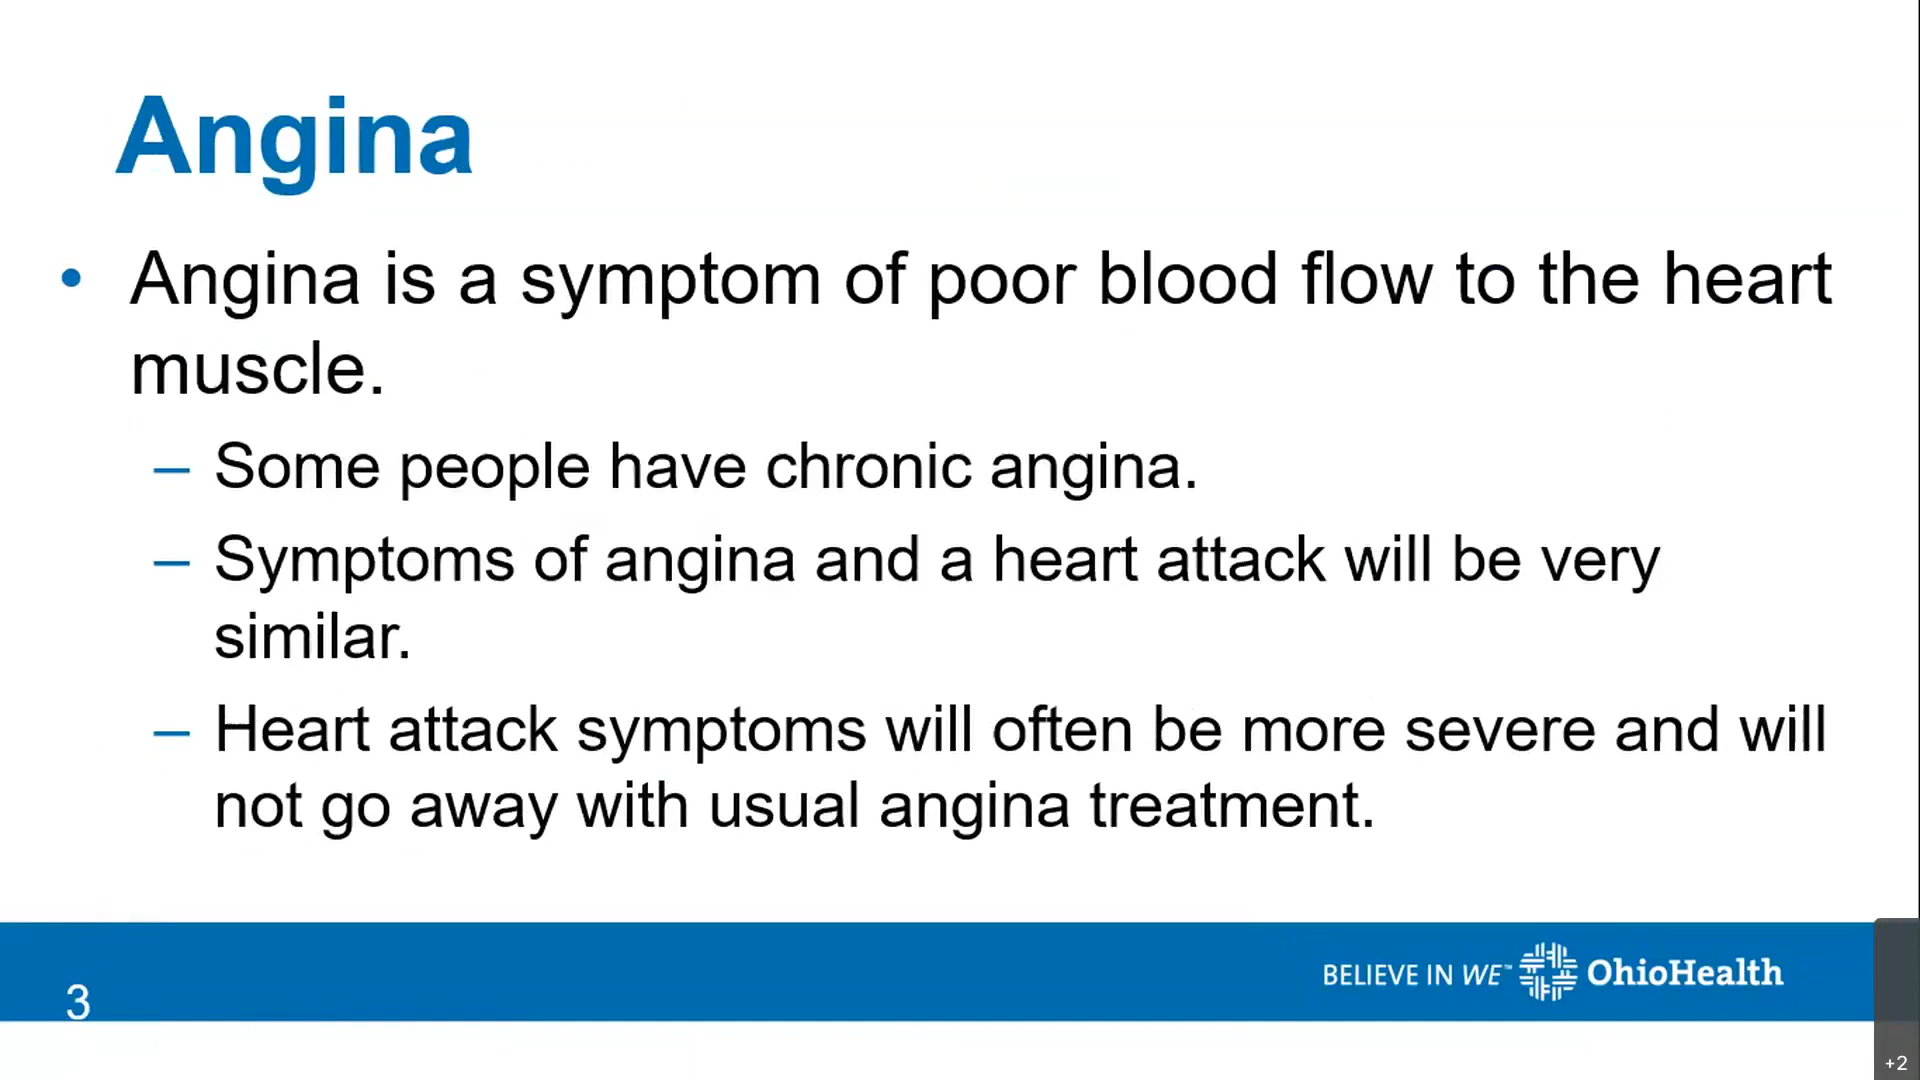 Angina
• Angina is a symptom of poor blood flow to the heart
muscle.
– Some people have chronic angina.
– Symptoms of angina and a heart attack will be very
similar.
– Heart attack symptoms will often be more severe and will
not go away with usual angina treatment.
BELIEVE IN WE™ OhioHealth
3
+2